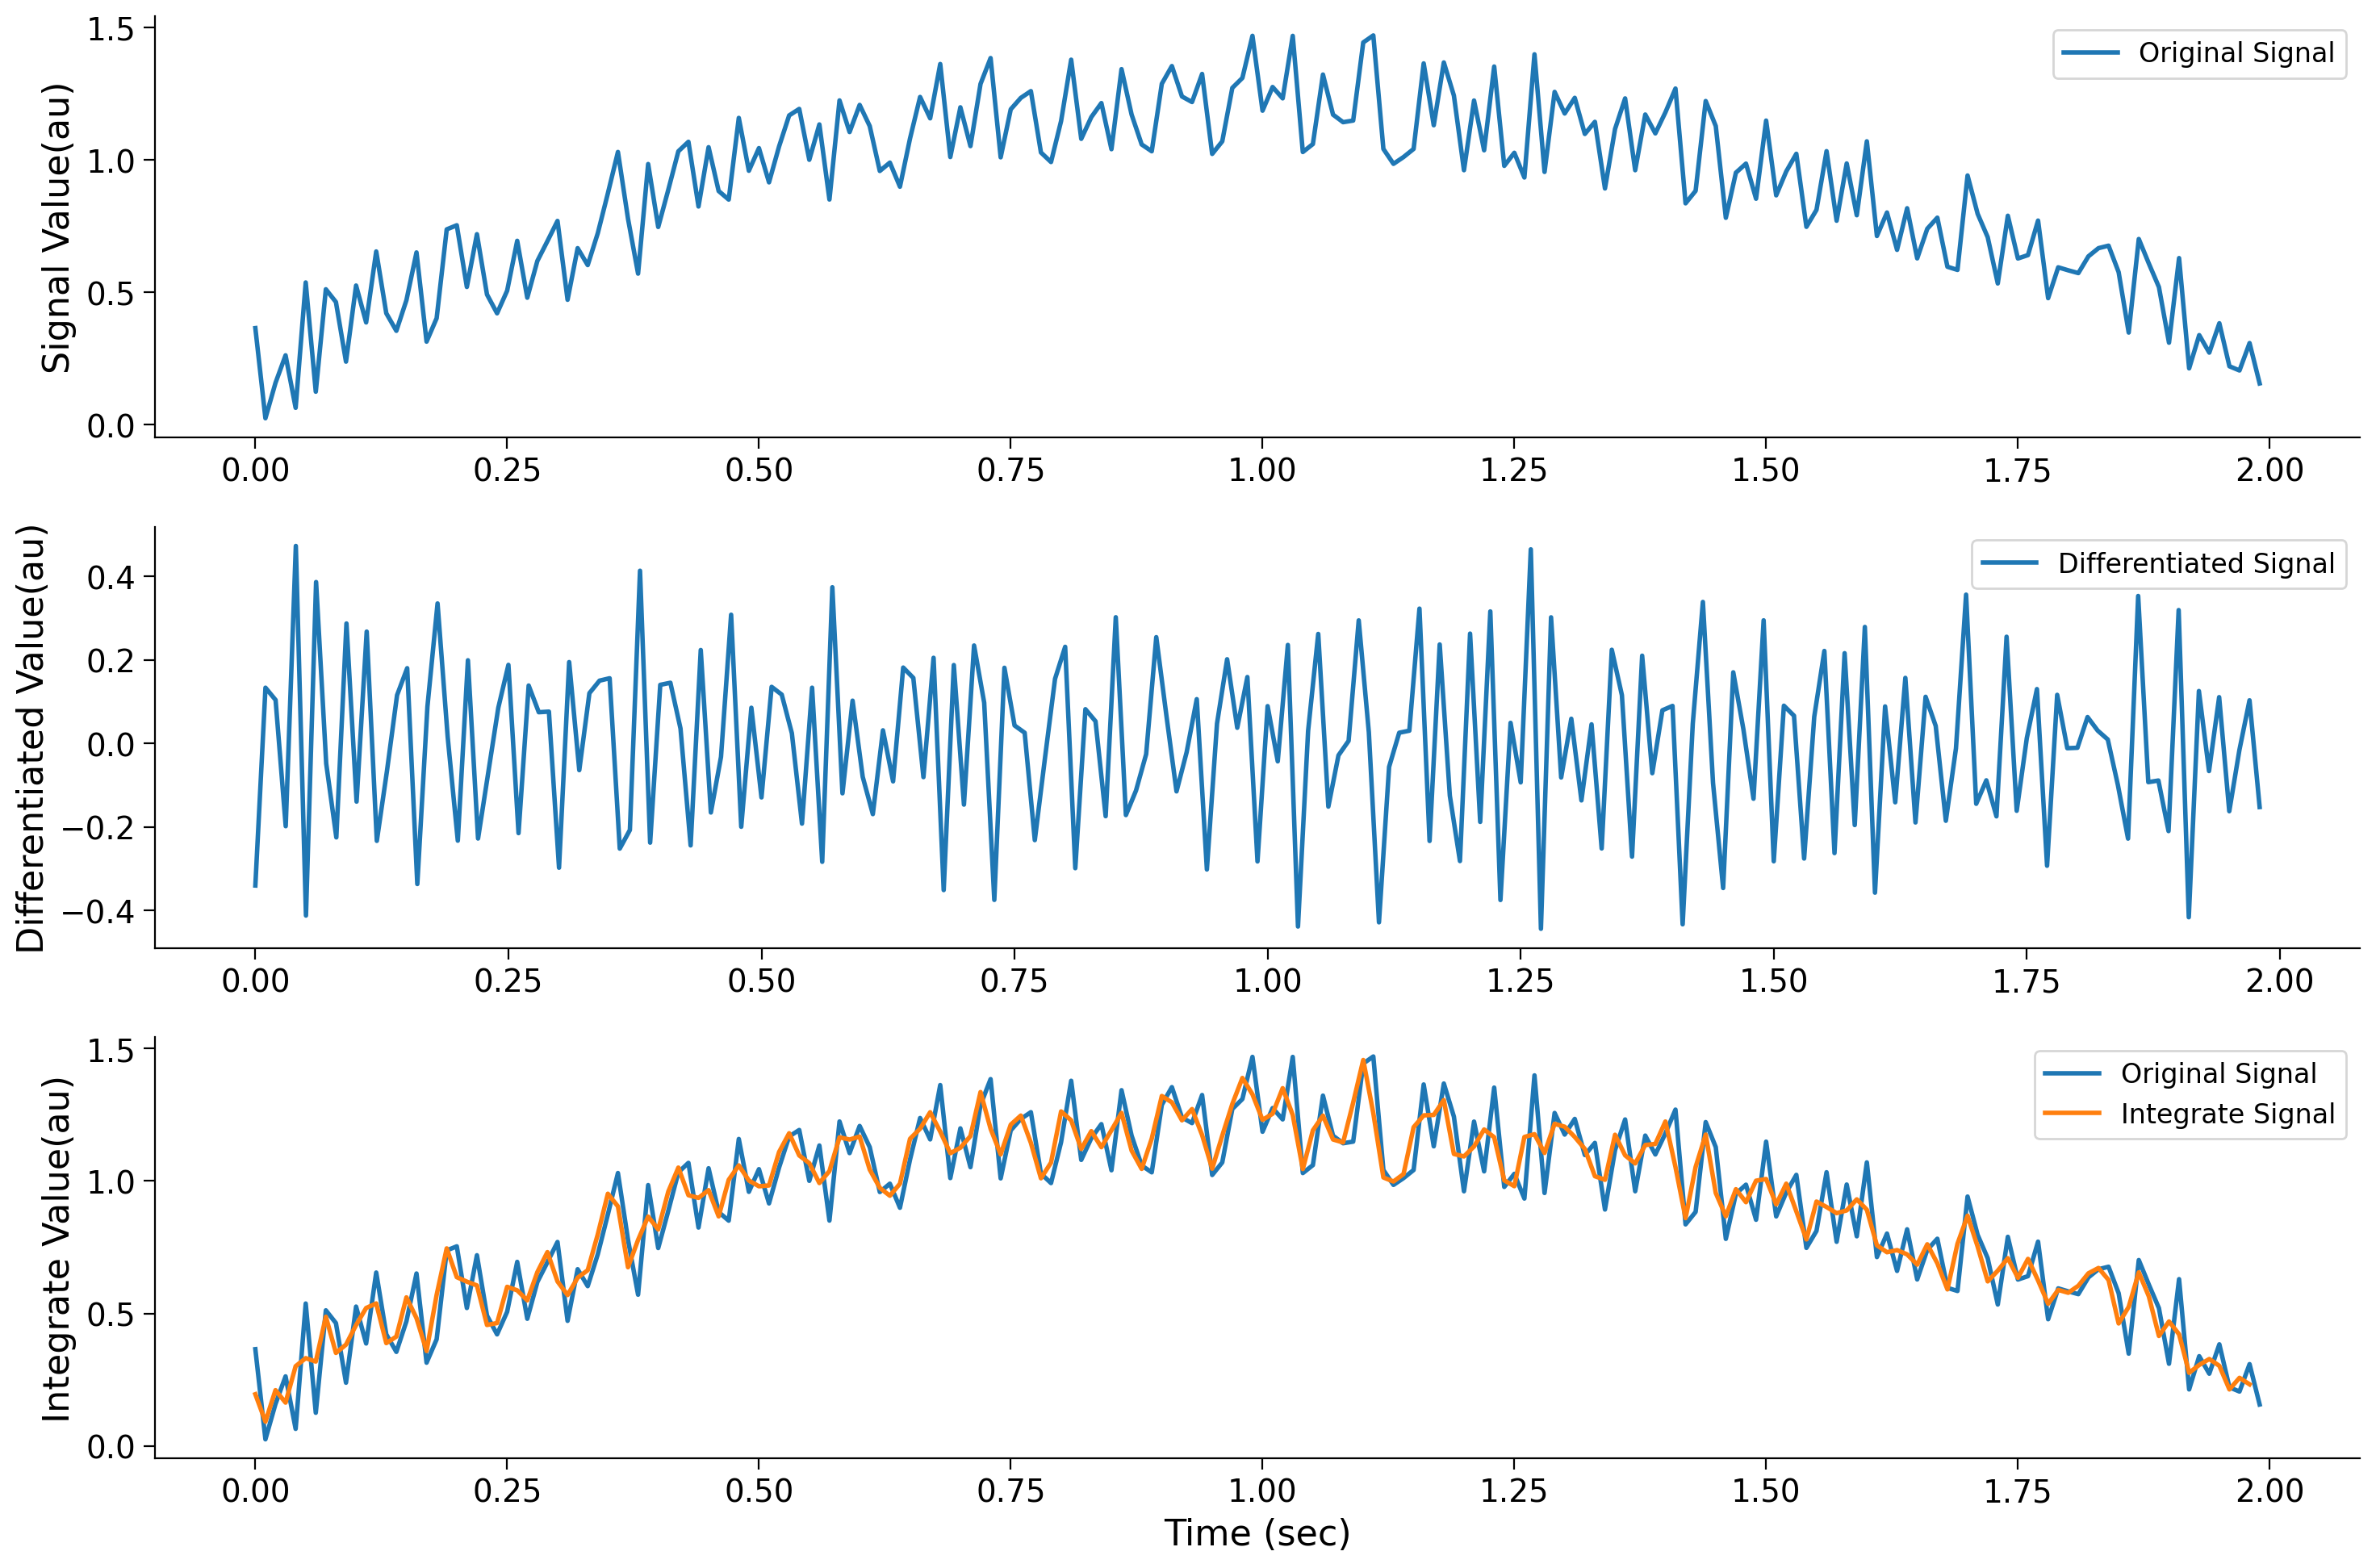 Signal Value(au)
1.5
1.0
0.5
0.0
Original Signal
0.00 0.25 0.50 0.75 1.00 1.25 1.50 1.75 2.00
Differentiated Value(au)
0.4
0.2
0.0
−0.2
−0.4
Differentiated Signal
0.00 0.25 0.50 0.75 1.00 1.25 1.50 1.75 2.00
Integrate Value(au)
1.5
1.0
0.5
0.0
Original Signal
Integrate Signal
0.00 0.25 0.50 0.75 1.00 1.25 1.50 1.75 2.00
Time (sec)